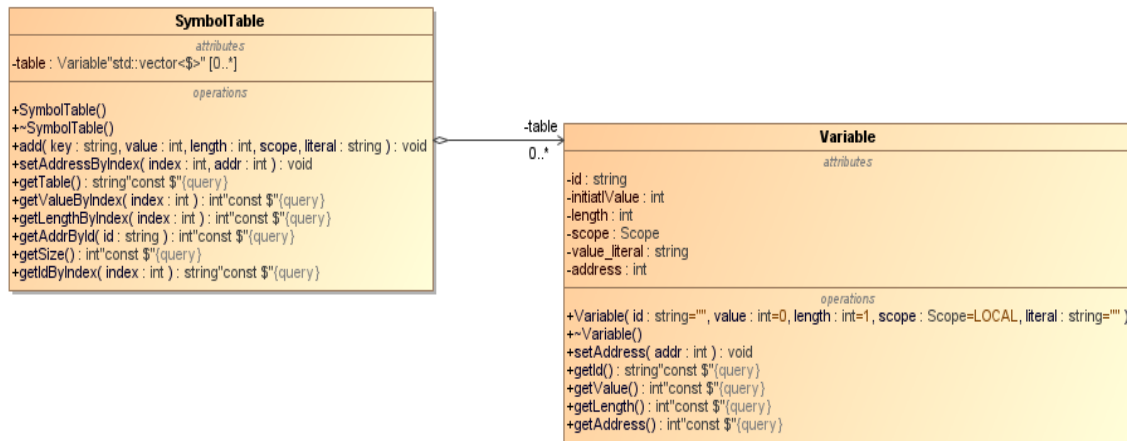 SymbolTable
attributes
-table : Variable"std::vector<$>" [0..*]
operations
+SymbolTable()
+~SymbolTable()
+add( key : string, value : int, length : int, scope, literal : string ) : void
+setAddressByIndex( index : int, addr : int ) : void
+getTable() : string"const $"{query}
+getValueByIndex( index : int ) : int"const $"{query}
+getLengthByIndex( index : int ) : int"const $"{query}
+getAddrById( id : string ) : int"const $"{query}
+getSize() : int"const $"{query}
+getIdByIndex( index : int ) : string"const $"{query}
-table
0..*
Variable
attributes
-id : string
-initiatlValue : int
-length : int
-scope : Scope
-value_literal : string
-address : int
operations
+Variable( id : string="", value : int=0, length : int=1, scope : Scope=LOCAL, literal : string="" )
+~Variable()
+setAddress( addr : int ) : void
+getId() : string"const $"{query}
+getValue() : int"const $"{query}
+getLength() : int"const $"{query}
+getAddress() : int"const $"{query}